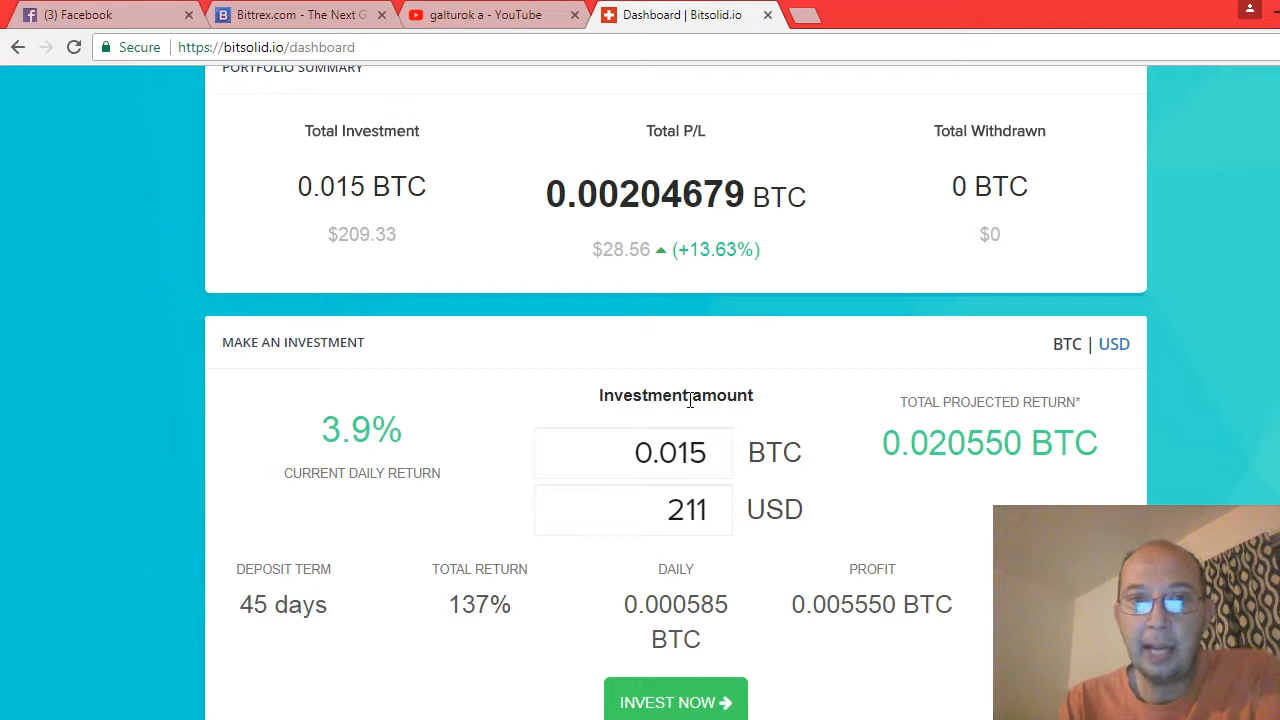 (3) Facebook
Bittrex.com - The Next G
galturok a - YouTube
Dashboard | Bitsolid.io
Secure
https://bitsolid.io/dashboard
PORTFOLIO SUMMARY
Total Investment
Total P/L
Total Withdrawn
0.015 BTC
0.00204679 BTC
0 BTC
$209.33
$28.56 (+13.63%)
$0
MAKE AN INVESTMENT
BTC | USD
Investment amount
3.9%
CURRENT DAILY RETURN
0.015 BTC
211 USD
TOTAL PROJECTED RETURN*
0.020550 BTC
DEPOSIT TERM
45 days
TOTAL RETURN
137%
DAILY
0.000585
BTC
PROFIT
0.005550 BTC
INVEST NOW